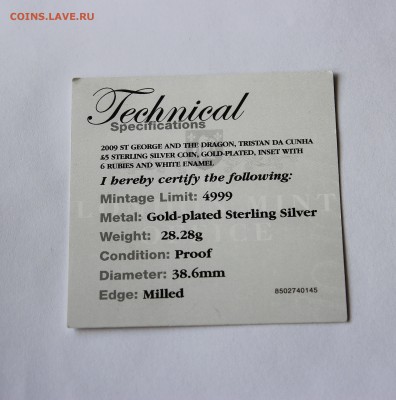 COINS.ЛАVE.RU
Technical
Specifications
2009 ST GEORGE AND THE DRAGON, TRISTAN DA CUNHA
£5 STERLING SILVER COIN, GOLD-PLATED, INSET WITH
6 RUBIES AND WHITE ENAMEL
I hereby certify the following:
Mintage Limit: 4999
Metal: Gold-plated Sterling Silver
Weight: 28.28g
Condition: Proof
Diameter: 38.6mm
Edge: Milled
8502740145